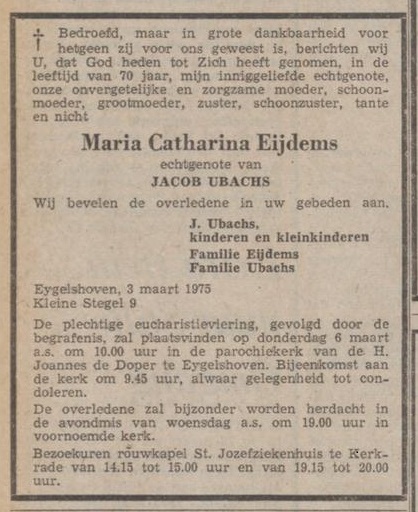 † Bedroefd, maar in grote dankbaarheid voor
hetgeen zij voor ons geweest is, berichten wij
U, dat God heden tot Zich heeft genomen, in de
leeftijd van 70 jaar, mijn inniggeliefde echtgenote,
onze onvergetelijke en zorgzame moeder, schoon-
moeder, grootmoeder, zuster, schoonzuster, tante
en nicht
Maria Catharina Eijdems
echtgenote van
JACOB UBACHS
Wij bevelen de overledene in uw gebeden aan.
J. Ubachs,
kinderen en kleinkinderen
Familie Eijdems
Familie Ubachs
Eygelshoven, 3 maart 1975
Kleine Stegel 9
De plechtige eucharistieviering, gevolgd door de
begrafenis, zal plaatsvinden op donderdag 6 maart
a.s. om 10.00 uur in de parochiekerk van de H.
Joannes de Doper te Eygelshoven. Bijeenkomst aan
de kerk om 9.45 uur, alwaar gelegenheid tot con-
doleren.
De overledene zal bijzonder worden herdacht in
de avondmis van woensdag a.s. om 19.00 uur in
voornoemde kerk.
Bezoekuren rouwkapel St. Jozefziekenhuis te Kerk-
rade van 14.15 tot 15.00 uur en van 19.15 tot 20.00
uur.